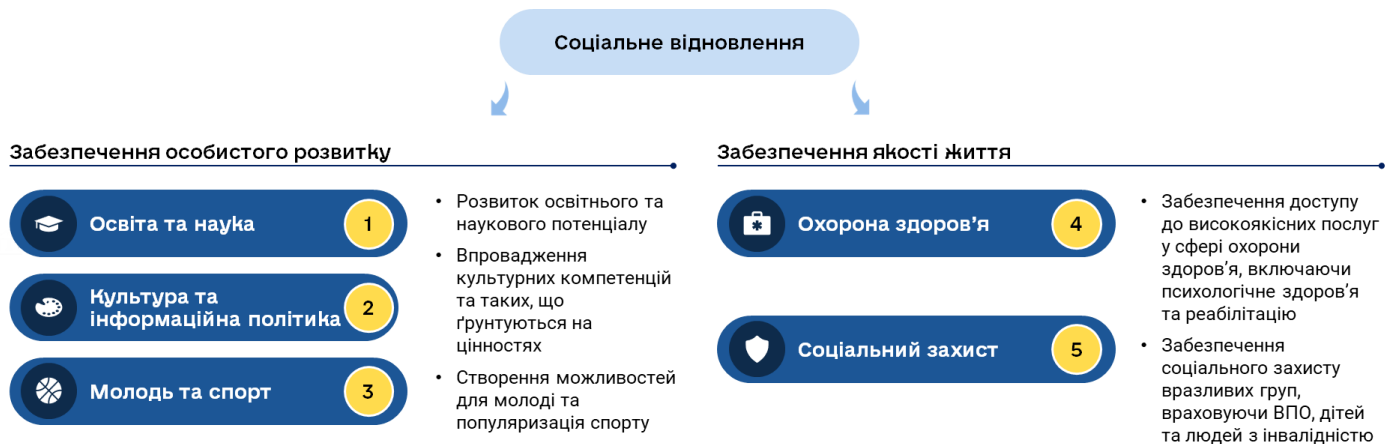 Соціальне відновлення
Забезпечення особистого розвитку
Освіта та наука
1
Культура та
інформаційна політика
2
Молодь та спорт
3
• Розвиток освітнього та
наукового потенціалу
• Впровадження
культурних компетенцій
та таких, що
ґрунтуються на
цінностях
• Створення можливостей
для молоді та
популяризація спорту
Забезпечення якості життя
Охорона здоров’я
4
Соціальний захист
5
• Забезпечення доступу
до високоякісних послуг
у сфері охорони
здоров’я, включаючи
психологічне здоров’я
та реабілітацію
• Забезпечення
соціального захисту
вразливих груп,
враховуючи ВПО, дітей
та людей з інвалідністю